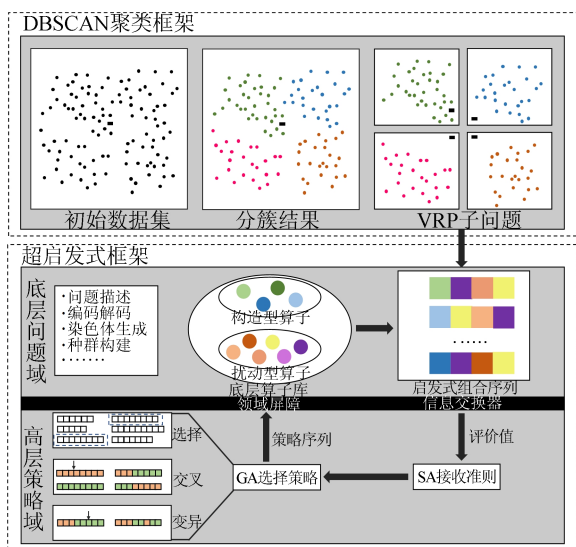 DBSCAN聚类框架
初始数据集
分簇结果
VRP子问题
超启发式框架
底层问题域
·问题描述
·编码解码
·染色体生成
·种群构建
·……
构造型算子
扰动型算子
底层算子库
……
启发式组合序列
领域屏障
信息交换器
高层策略域
选择
交叉
变异
策略序列
GA选择策略
评价值
SA接收准则